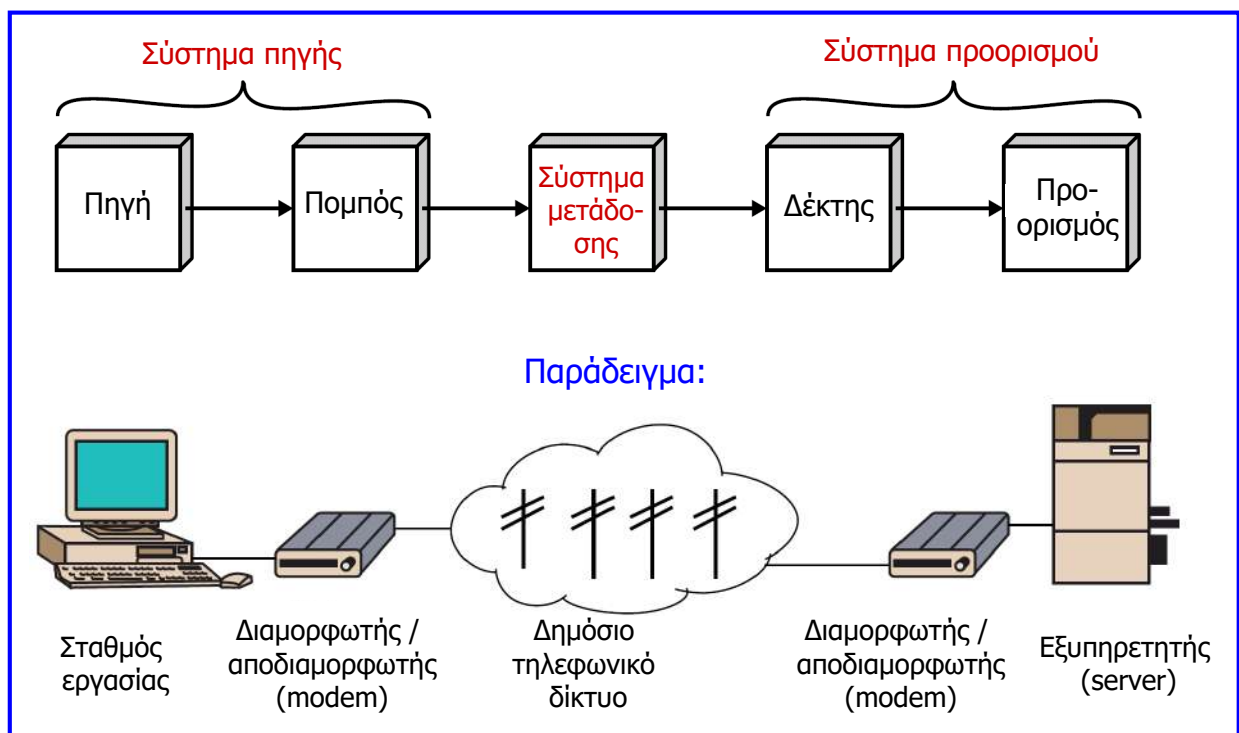 Σύστημα πηγής
Σύστημα προορισμού
Πηγή
Πομπός
Σύστημα
μετάδο-
σης
Δέκτης
Προ-
ορισμός
Παράδειγμα:
Σταθμός
εργασίας
Διαμορφωτής /
αποδιαμορφωτής
(modem)
Δημόσιο
τηλεφωνικό
δίκτυο
Διαμορφωτής /
αποδιαμορφωτής
(modem)
Εξυπηρετητής
(server)